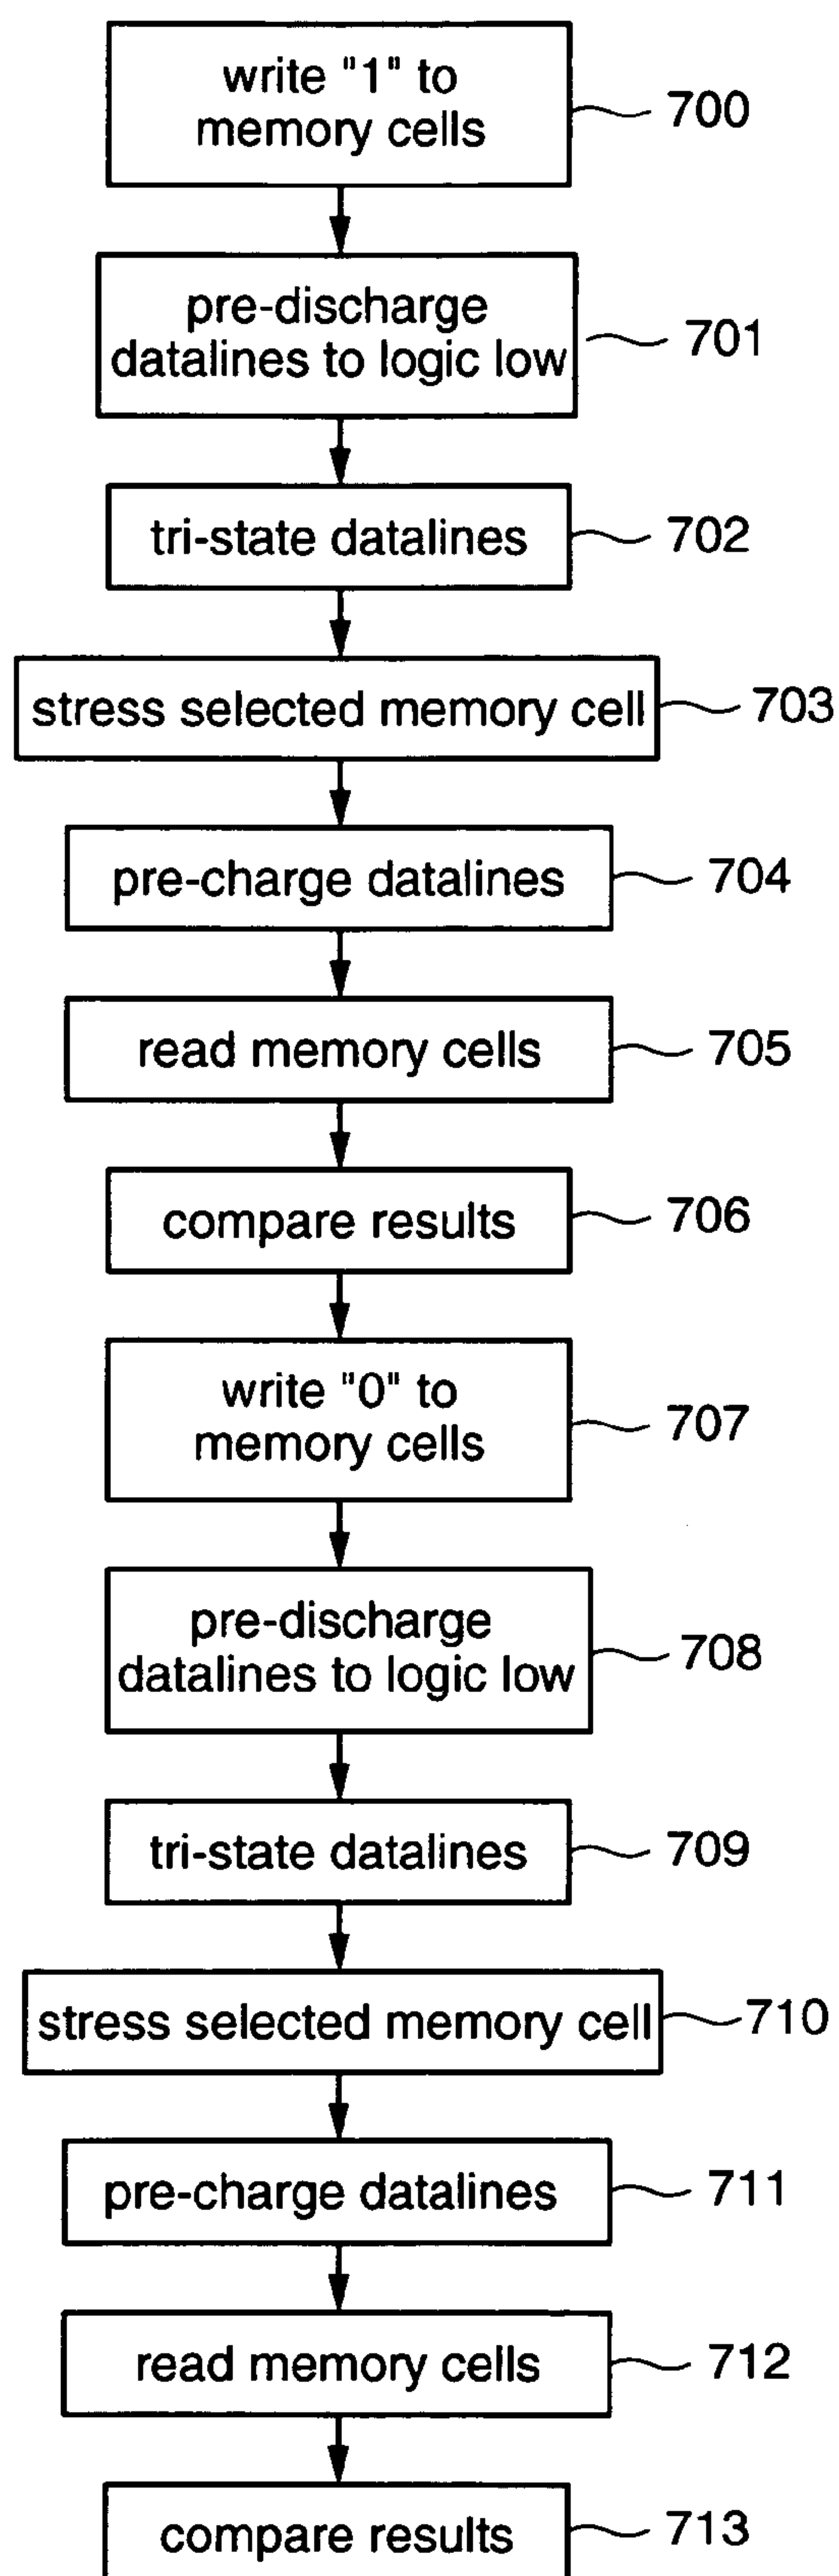 write "1" to
memory cells
700
pre-discharge
datalines to logic low
701
tri-state datalines
702
stress selected memory cell
703
pre-charge datalines
704
read memory cells
705
compare results
706
write "0" to
memory cells
707
pre-discharge
datalines to logic low
708
tri-state datalines
709
stress selected memory cell
710
pre-charge datalines
711
read memory cells
712
compare results
713